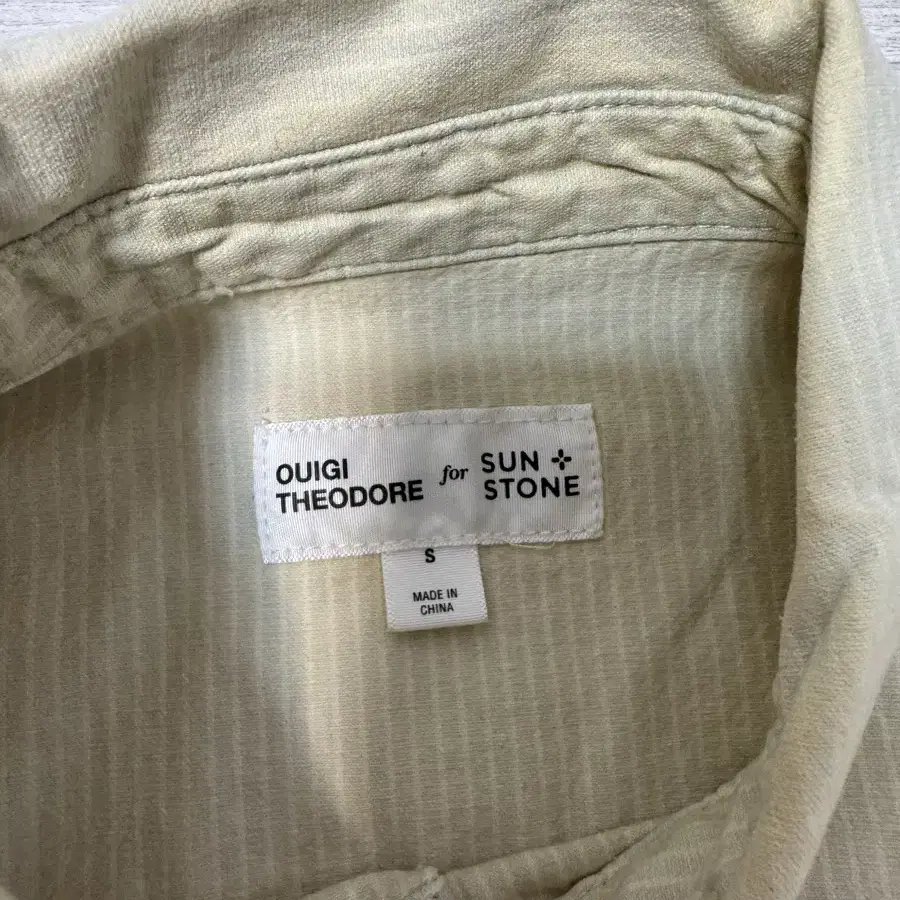 OUIGI
THEODORE
for
SUN
STONE
S
MADE IN
CHINA